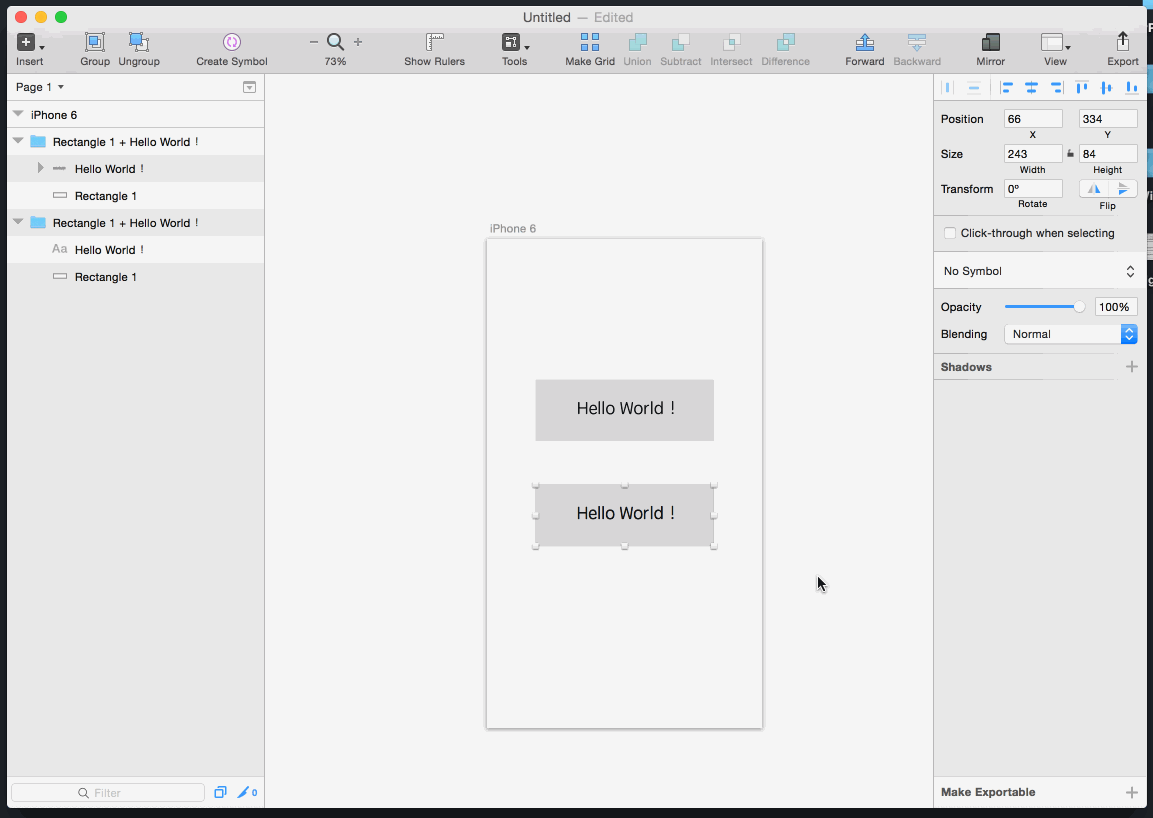 Untitled — Edited
Insert Group Ungroup Create Symbol 73% Show Rulers Tools Make Grid Union Subtract Intersect Difference Forward Backward Mirror View Export
Page 1
iPhone 6
Rectangle 1 + Hello World !
Hello World !
Rectangle 1
Rectangle 1 + Hello World !
Aa Hello World !
Rectangle 1
Filter
0
iPhone 6
Hello World !
Hello World !
Position 66 334
X Y
Size 243 84
Width Height
Transform 0°
Rotate Flip
Click-through when selecting
No Symbol
Opacity 100%
Blending Normal
Shadows
Make Exportable